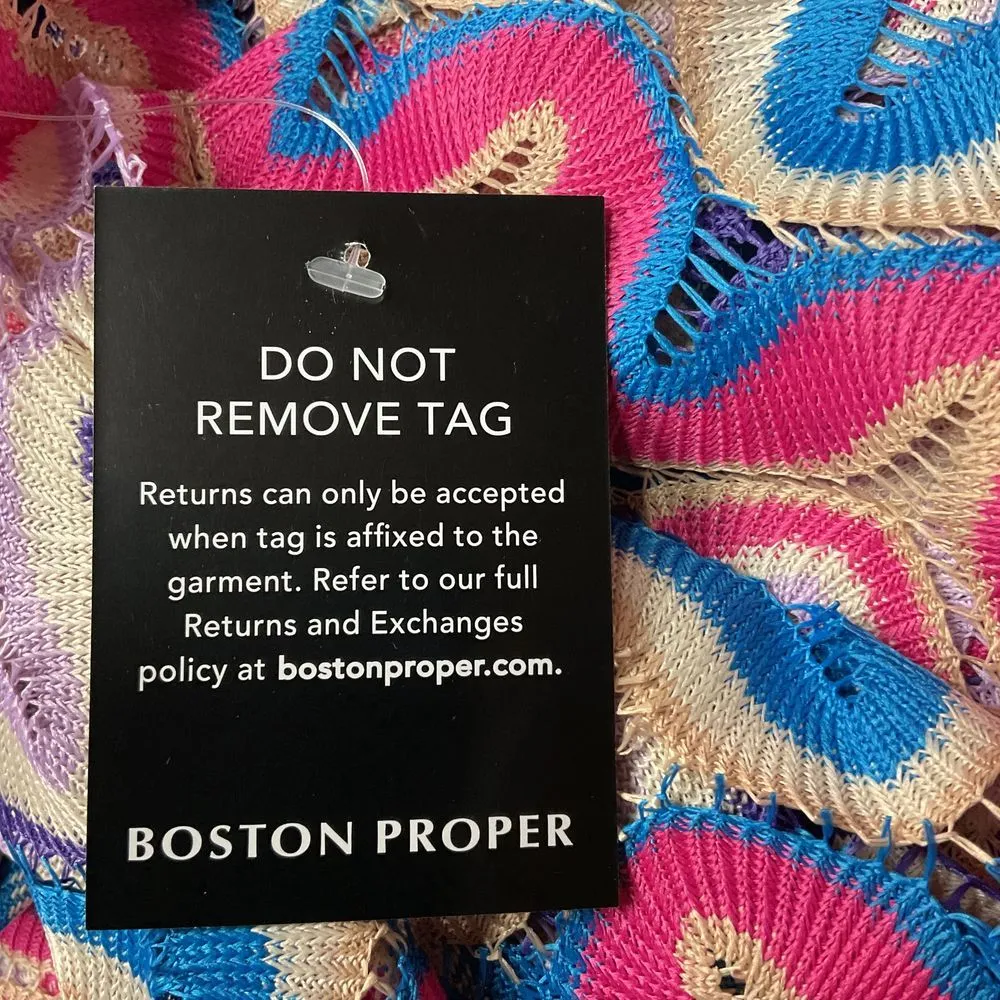 DO NOT
REMOVE TAG
Returns can only be accepted
when tag is affixed to the
garment. Refer to our full
Returns and Exchanges
policy at bostonproper.com.
BOSTON PROPER